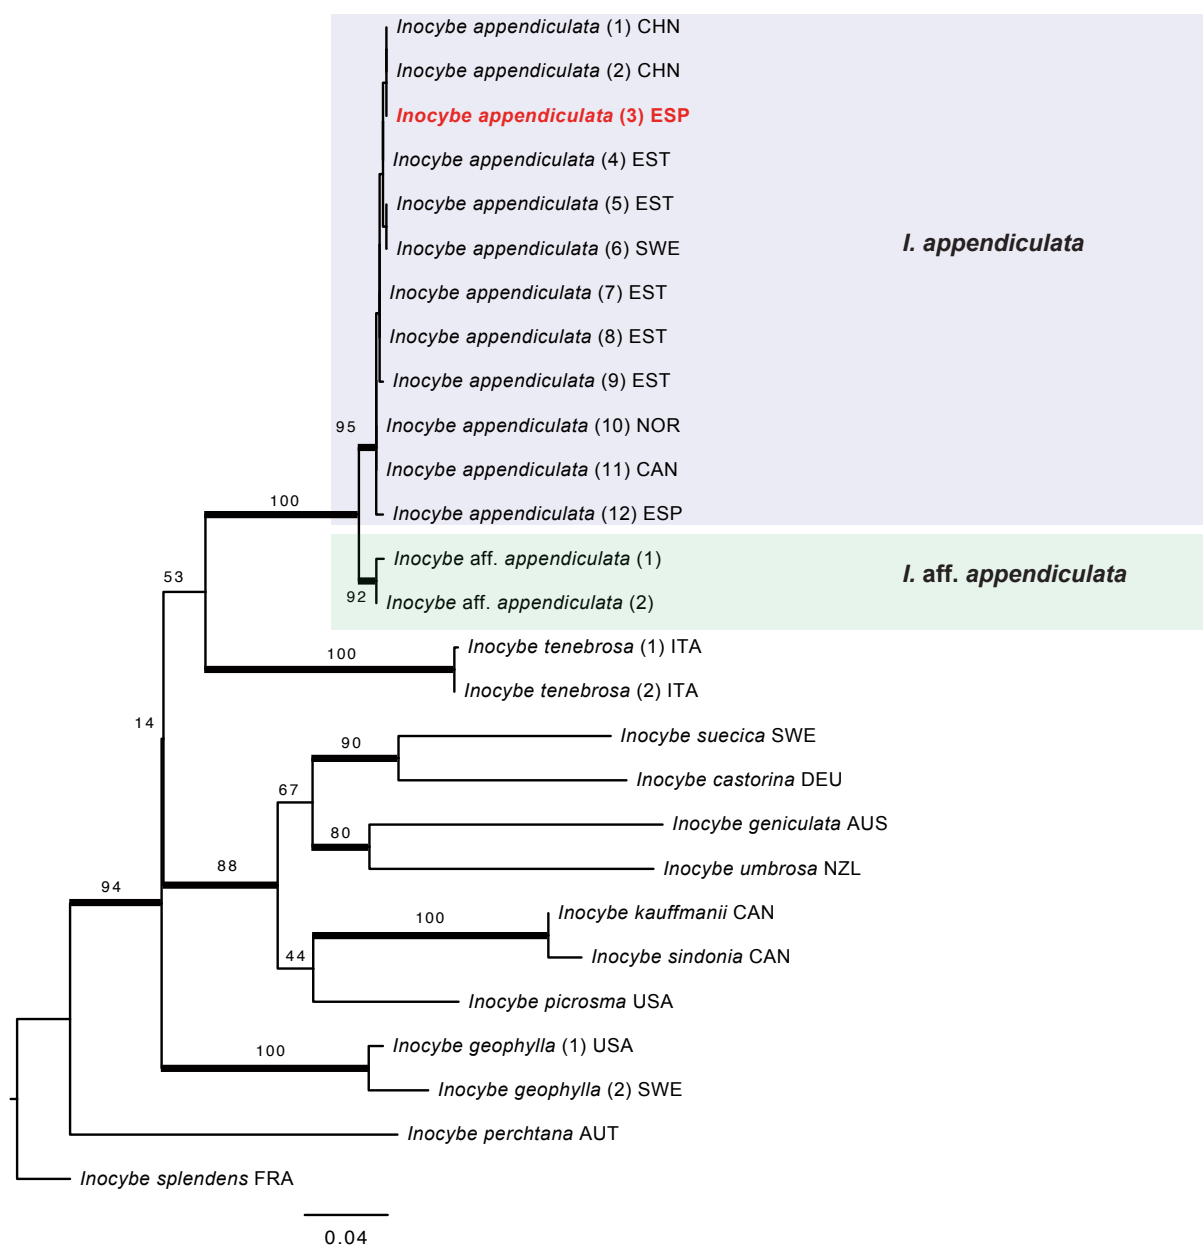 Inocybe appendiculata (1) CHN
Inocybe appendiculata (2) CHN
Inocybe appendiculata (3) ESP
Inocybe appendiculata (4) EST
Inocybe appendiculata (5) EST
I. appendiculata
Inocybe appendiculata (6) SWE
Inocybe appendiculata (7) EST
Inocybe appendiculata (8) EST
Inocybe appendiculata (9) EST
95
Inocybe appendiculata (10) NOR
Inocybe appendiculata (11) CAN
100
Inocybe appendiculata (12) ESP
Inocybe aff. appendiculata (1)
I. aff. appendiculata
53
92
Inocybe aff. appendiculata (2)
100
Inocybe tenebrosa (1) ITA
Inocybe tenebrosa (2) ITA
14
Inocybe suecica SWE
90
Inocybe castorina DEU
67
Inocybe geniculata AUS
80
Inocybe umbrosa NZL
88
94
Inocybe kauffmanii CAN
100
Inocybe sindonia CAN
44
Inocybe picrosma USA
Inocybe geophylla (1) USA
100
Inocybe geophylla (2) SWE
Inocybe perchtana AUT
Inocybe splendens FRA
0.04